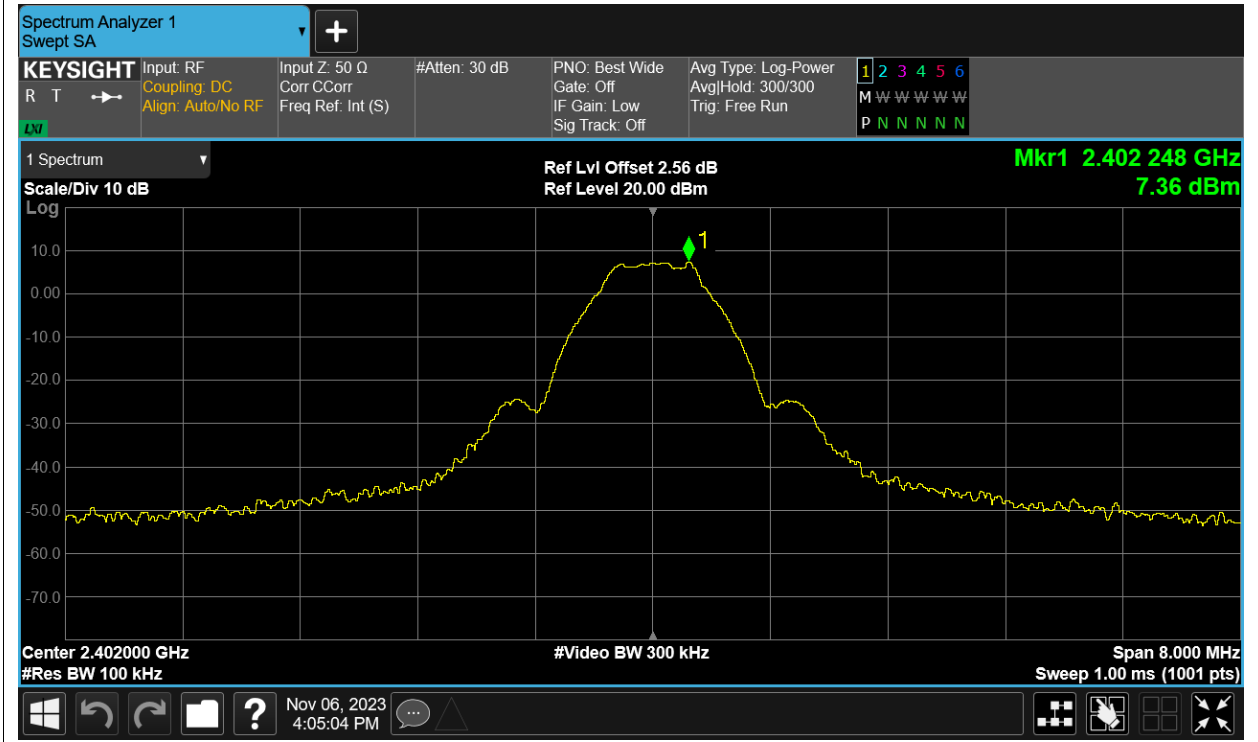 Spectrum Analyzer 1
Swept SA
KEYSIGHT
R T
LXI
Input: RF
Coupling: DC
Align: Auto/No RF
Input Z: 50 Ω
Corr CCorr
Freq Ref: Int (S)
#Atten: 30 dB
PNO: Best Wide
Gate: Off
IF Gain: Low
Sig Track: Off
Avg Type: Log-Power
Avg|Hold: 300/300
Trig: Free Run
1 2 3 4 5 6
M W W W W W
P N N N N N
1 Spectrum
Scale/Div 10 dB
Log
Ref Lvl Offset 2.56 dB
Ref Level 20.00 dBm
Mkr1 2.402 248 GHz
7.36 dBm
1
10.0
0.00
-10.0
-20.0
-30.0
-40.0
-50.0
-60.0
-70.0
Center 2.402000 GHz
#Res BW 100 kHz
#Video BW 300 kHz
Span 8.000 MHz
Sweep 1.00 ms (1001 pts)
?
Nov 06, 2023
4:05:04 PM